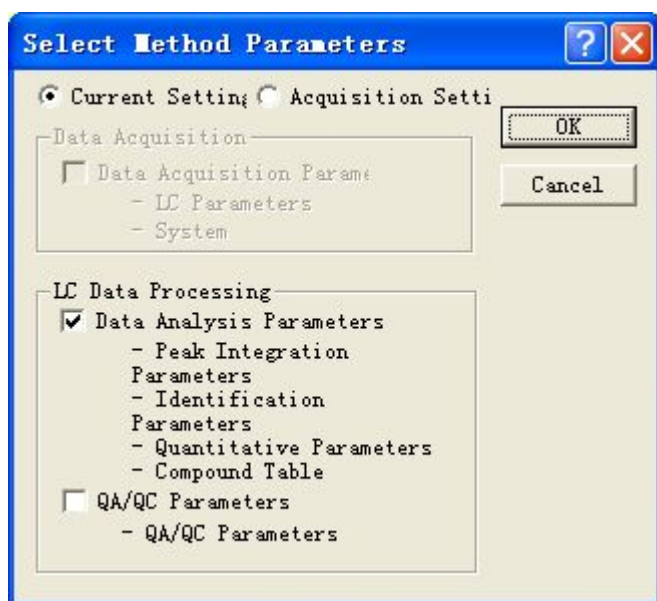 Select Method Parameters
Current Setting Acquisition Setti
OK
Data Acquisition
Data Acquisition Parame
- LC Parameters
- System
Cancel
LC Data Processing
Data Analysis Parameters
- Peak Integration
Parameters
- Identification
Parameters
- Quantitative Parameters
- Compound Table
QA/QC Parameters
- QA/QC Parameters